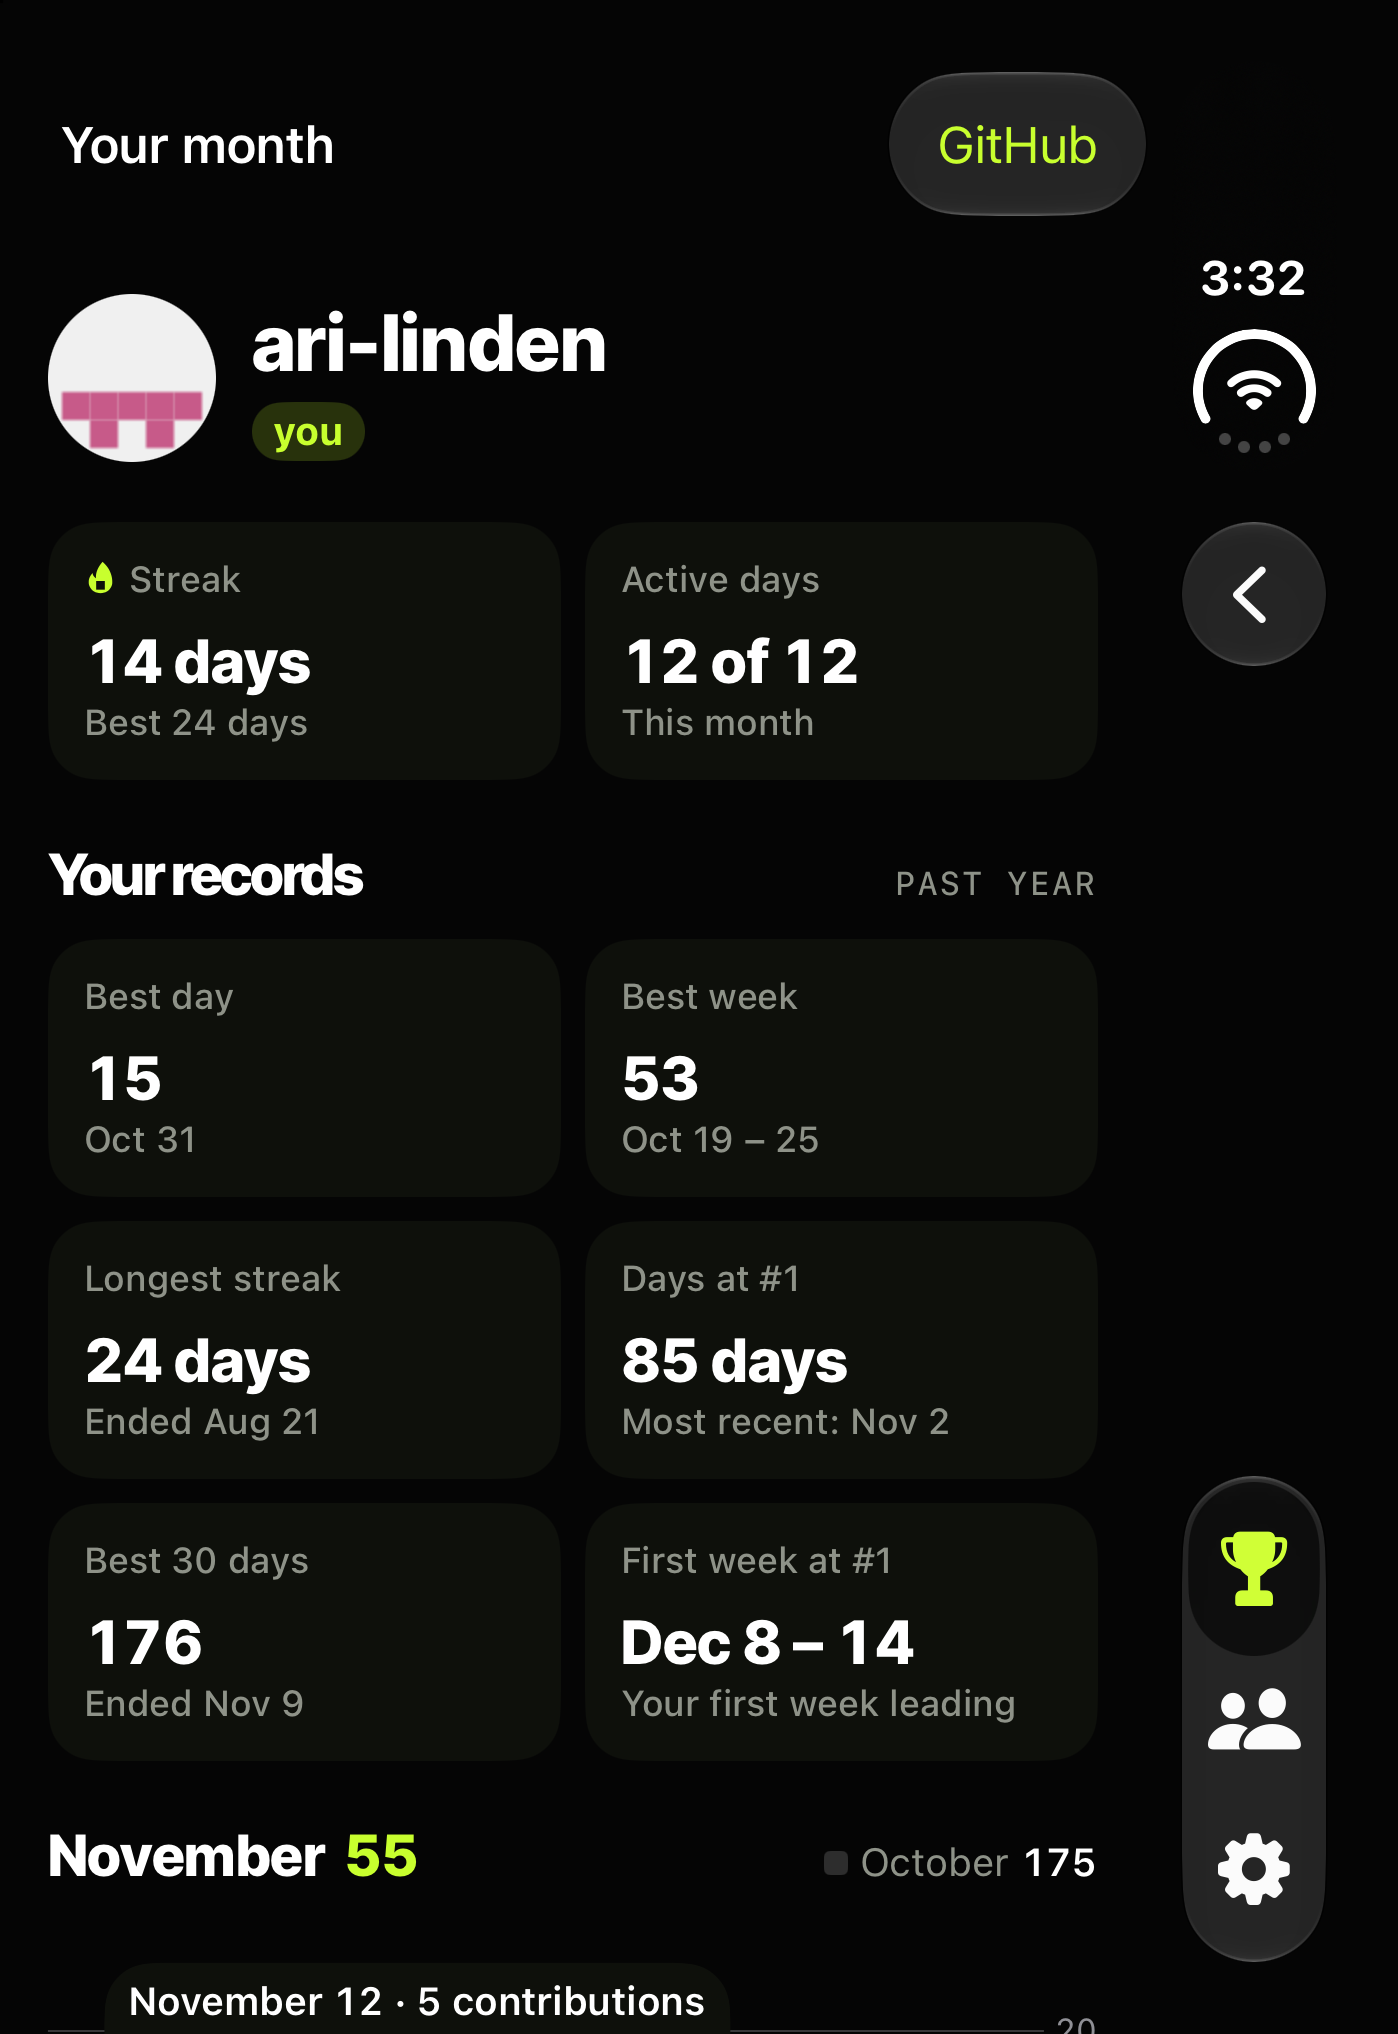 Your month
GitHub
3:32
ari-linden
you
Streak
14 days
Best 24 days
Active days
12 of 12
This month
Your records
PAST YEAR
Best day
15
Oct 31
Best week
53
Oct 19 – 25
Longest streak
24 days
Ended Aug 21
Days at #1
85 days
Most recent: Nov 2
Best 30 days
176
Ended Nov 9
First week at #1
Dec 8 – 14
Your first week leading
November 55
October 175
November 12 · 5 contributions
20